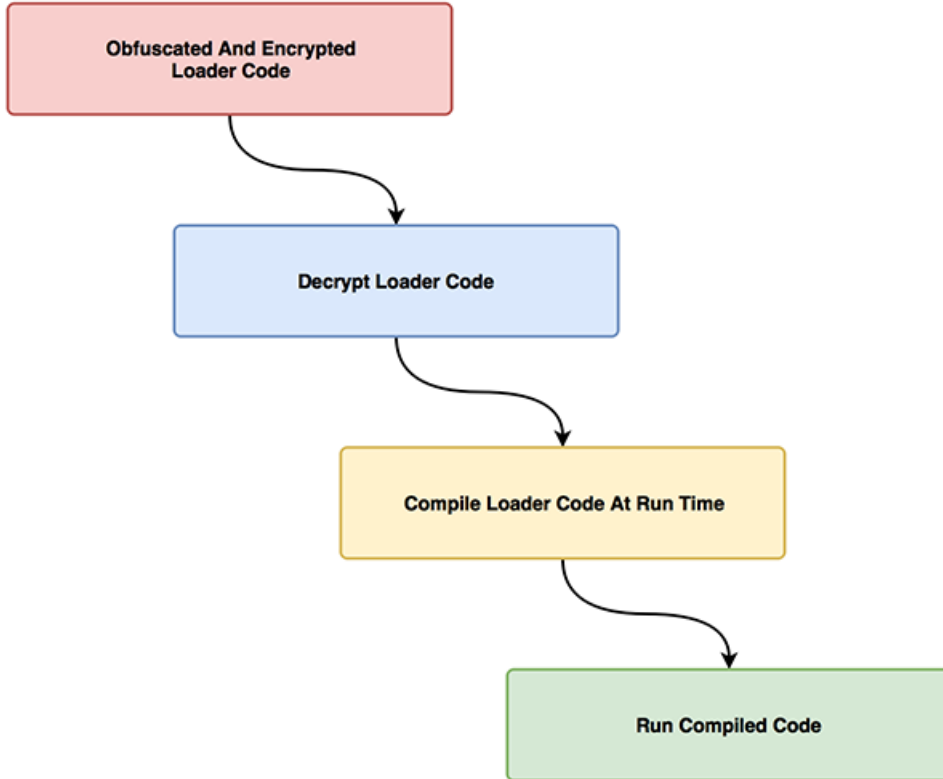 Obfuscated And Encrypted
Loader Code
Decrypt Loader Code
Compile Loader Code At Run Time
Run Compiled Code